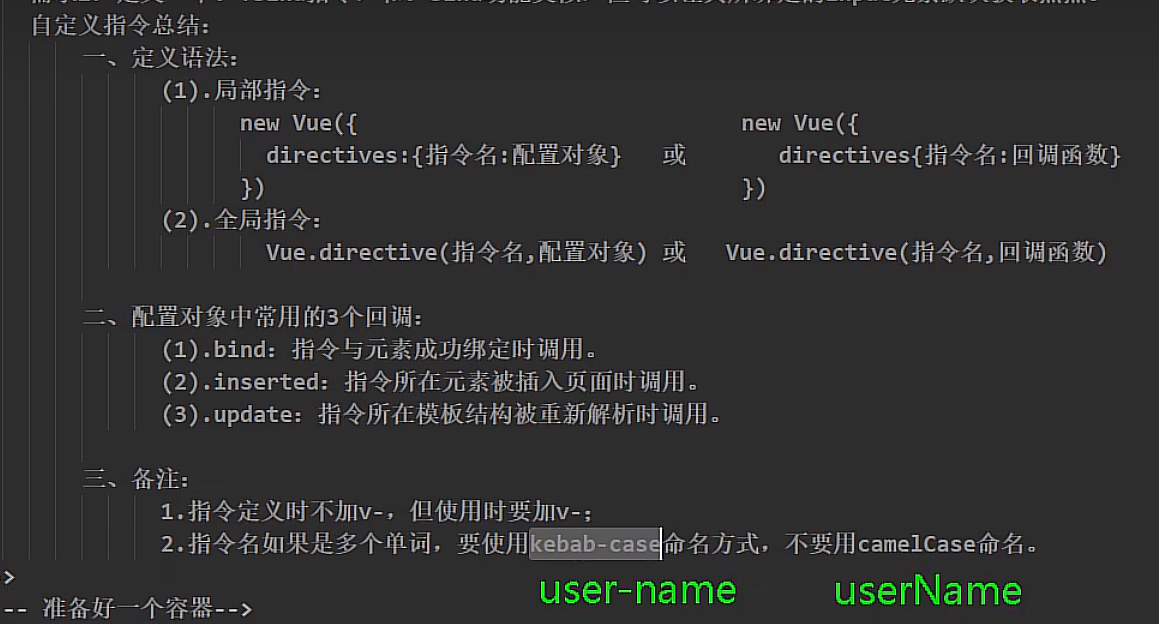 自定义指令总结:
一、定义语法:
(1).局部指令:
new Vue({ new Vue({
directives:{指令名:配置对象} 或 directives{指令名:回调函数}
}) })
(2).全局指令:
Vue.directive(指令名,配置对象) 或 Vue.directive(指令名,回调函数)
二、配置对象中常用的3个回调:
(1).bind: 指令与元素成功绑定时调用。
(2).inserted: 指令所在元素被插入页面时调用。
(3).update: 指令所在模板结构被重新解析时调用。
三、备注:
1.指令定义时不加v-, 但使用时要加v-;
2.指令名如果是多个单词, 要使用kebab-case命名方式, 不要用camelCase命名。
>
user-name userName
-- 准备好一个容器-->